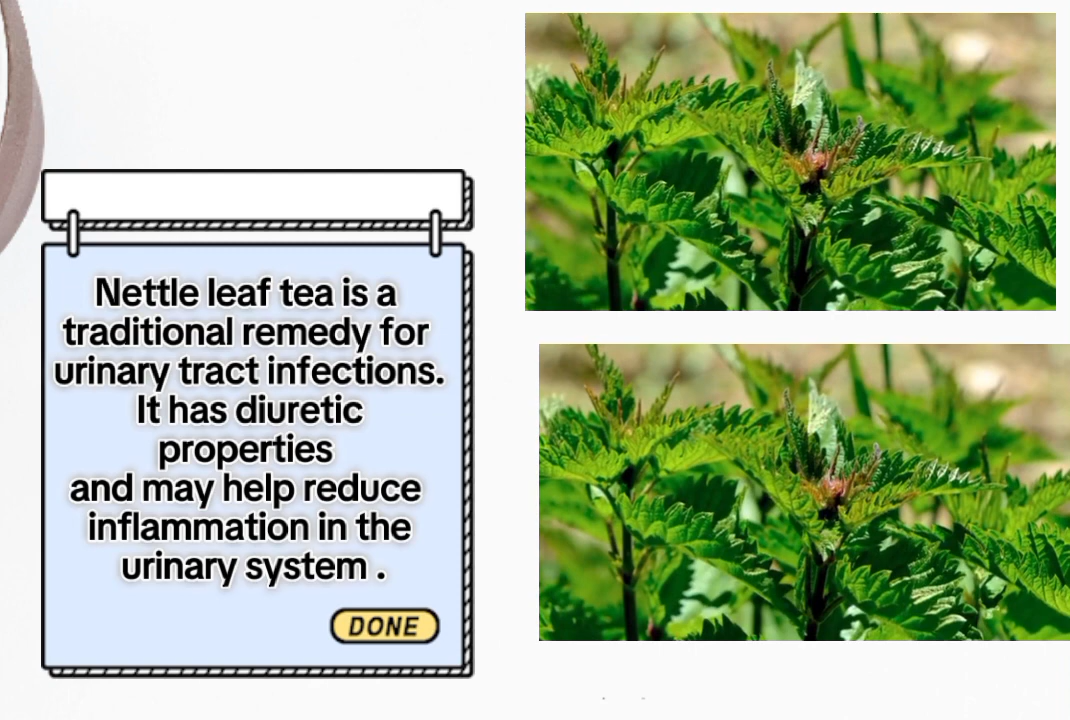 Nettle leaf tea is a
traditional remedy for
urinary tract infections.
It has diuretic
properties
and may help reduce
inflammation in the
urinary system .
DONE